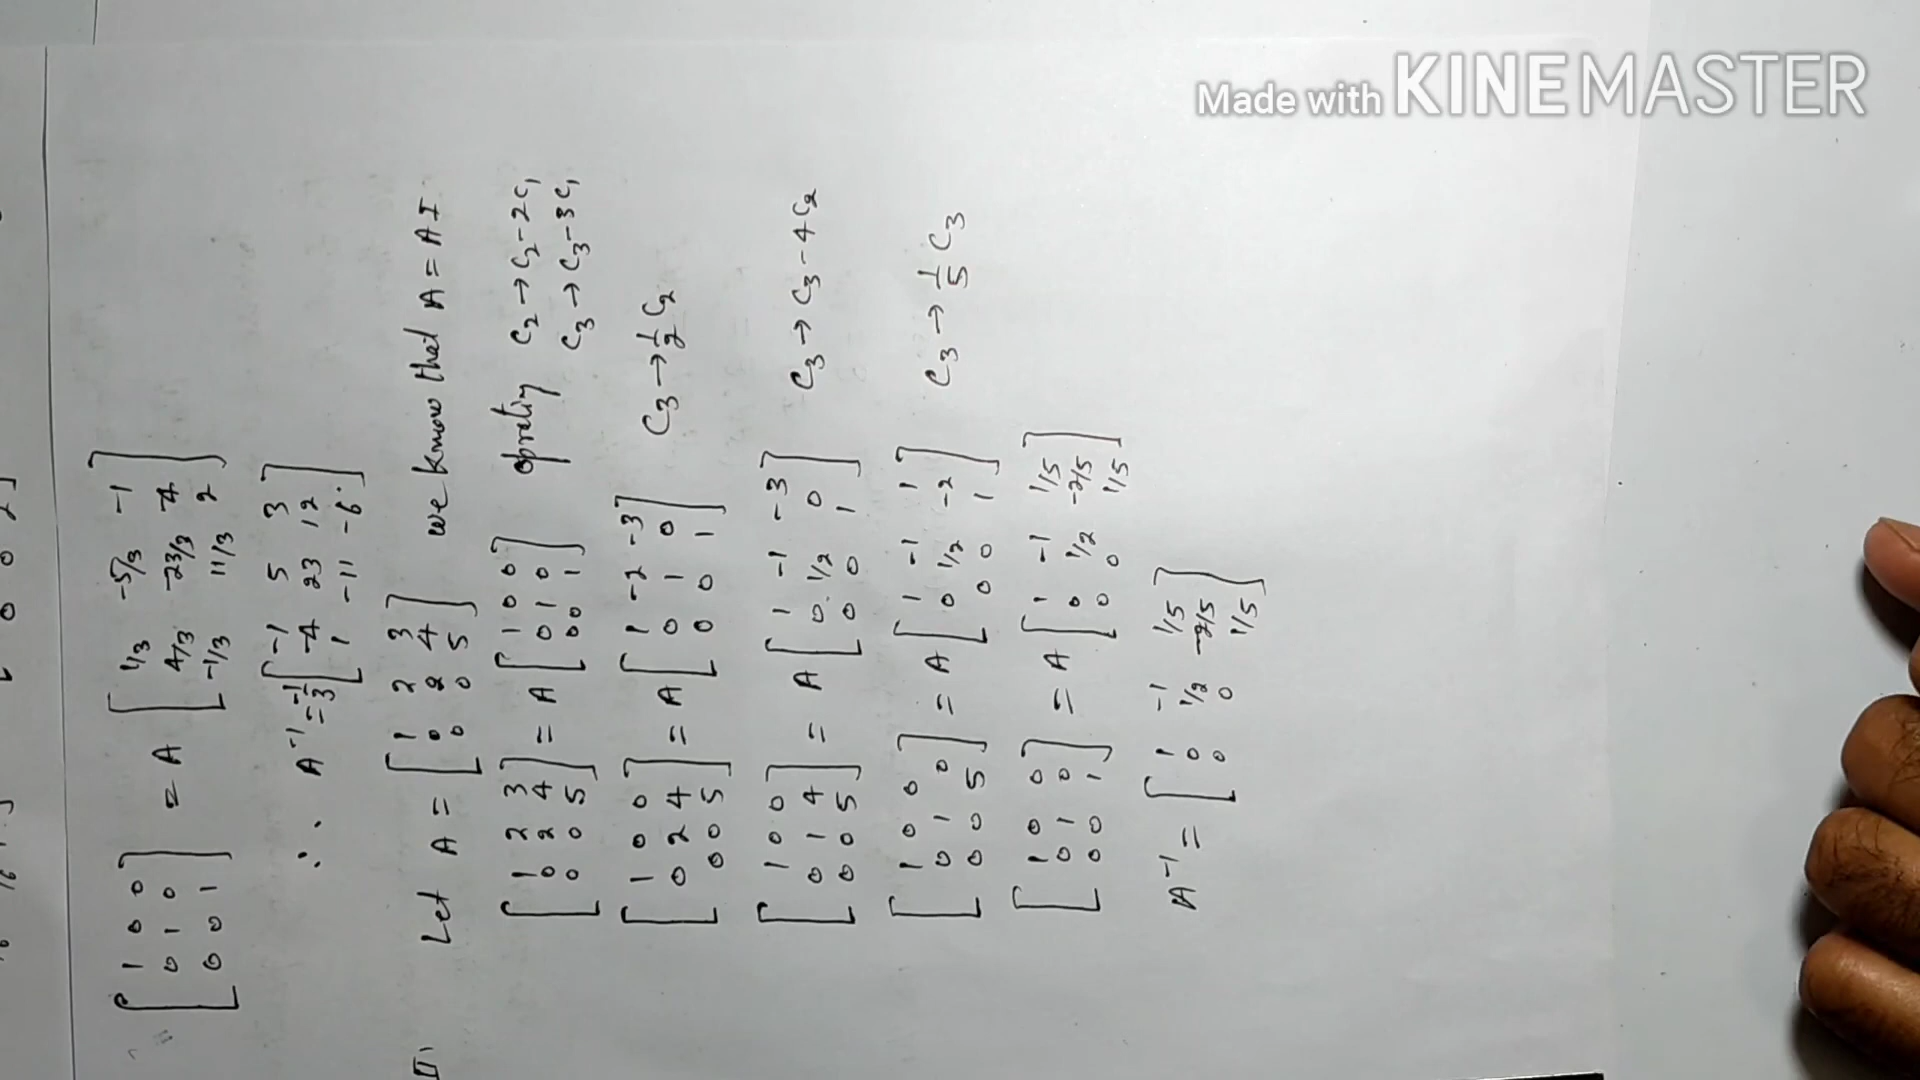 Made with KINEMASTER
[1 0 0 = A [1/3 -5/3 -1
0 1 0 4/3 -23/3 -4
0 0 1] -1/3 11/3 2]
∴ A⁻¹ = -1/3 [-1 5 3
-4 23 12
1 -11 -6]
II) Let A = [1 2 3 we know that A = AI
0 2 4
0 0 5]
[1 2 3 = A [1 0 0 opretiy C2 → C2 - 2C1
0 2 4 0 1 0 C3 → C3 - 3C1
0 0 5] 0 0 1]
[1 0 0 = A [1 -2 -3 C3 → 1/2 C2
0 2 4 0 1 0
0 0 5] 0 0 1]
[1 0 0 = A [1 -1 -3 C3 → C3 - 4C2
0 1 4 0 1/2 0
0 0 5] 0 0 1]
[1 0 0 = A [1 -1 1 C3 → 1/5 C3
0 1 0 0 1/2 -2
0 0 5] 0 0 1]
[1 0 0 = A [1 -1 1/5
0 1 0 0 1/2 -2/5
0 0 1] 0 0 1/5]
A⁻¹ = [1 -1 1/5
0 1/2 -2/5
0 0 1/5]